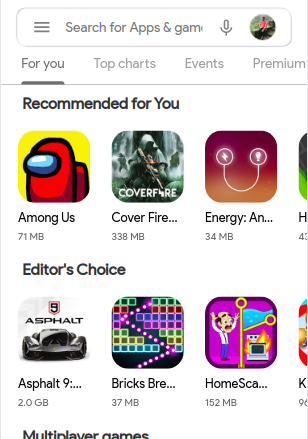 Search for Apps & game
For you Top charts Events Premium
Recommended for You
COVERFIRE
Among Us Cover Fire... Energy: An... H
71 MB 338 MB 34 MB 43
Editor's Choice
9
ASPHALT
Asphalt 9:... Bricks Bre... HomeSca... K
2.0 GB 37 MB 152 MB 96
Multiplayer games